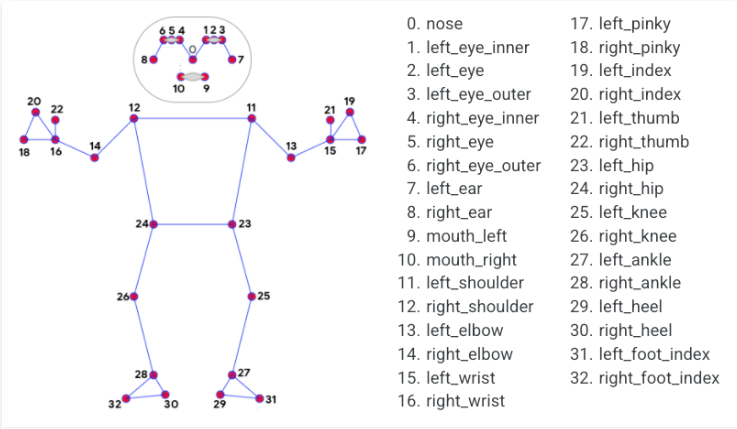 6 5 4 1 2 3
0
8 7
10 9
20 22 12 11 21 19
14 13
18 16 15 17
24 23
26 25
28 27
32 30 29 31
0. nose
1. left_eye_inner
2. left_eye
3. left_eye_outer
4. right_eye_inner
5. right_eye
6. right_eye_outer
7. left_ear
8. right_ear
9. mouth_left
10. mouth_right
11. left_shoulder
12. right_shoulder
13. left_elbow
14. right_elbow
15. left_wrist
16. right_wrist
17. left_pinky
18. right_pinky
19. left_index
20. right_index
21. left_thumb
22. right_thumb
23. left_hip
24. right_hip
25. left_knee
26. right_knee
27. left_ankle
28. right_ankle
29. left_heel
30. right_heel
31. left_foot_index
32. right_foot_index